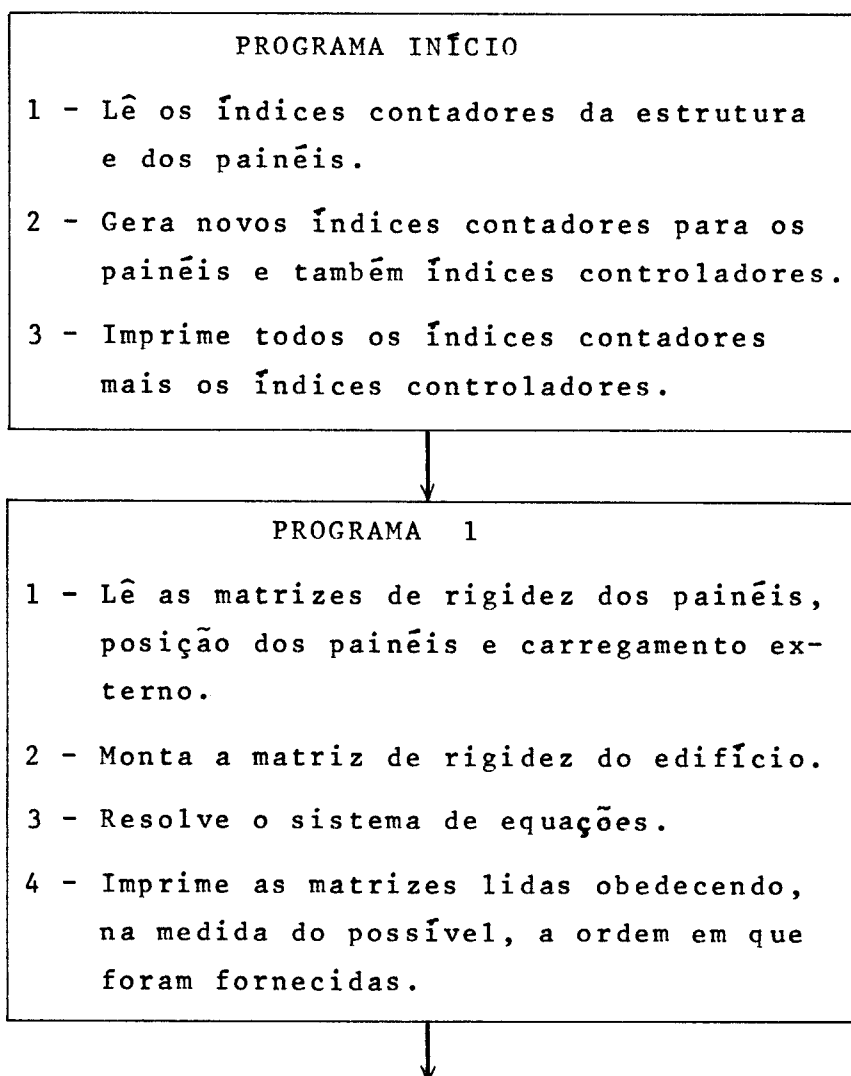 PROGRAMA INÍCIO
1 - Lê os índices contadores da estrutura
e dos painéis.
2 - Gera novos índices contadores para os
painéis e também índices controladores.
3 - Imprime todos os índices contadores
mais os índices controladores.
PROGRAMA 1
1 - Lê as matrizes de rigidez dos painéis,
posição dos painéis e carregamento ex-
terno.
2 - Monta a matriz de rigidez do edifício.
3 - Resolve o sistema de equações.
4 - Imprime as matrizes lidas obedecendo,
na medida do possível, a ordem em que
foram fornecidas.